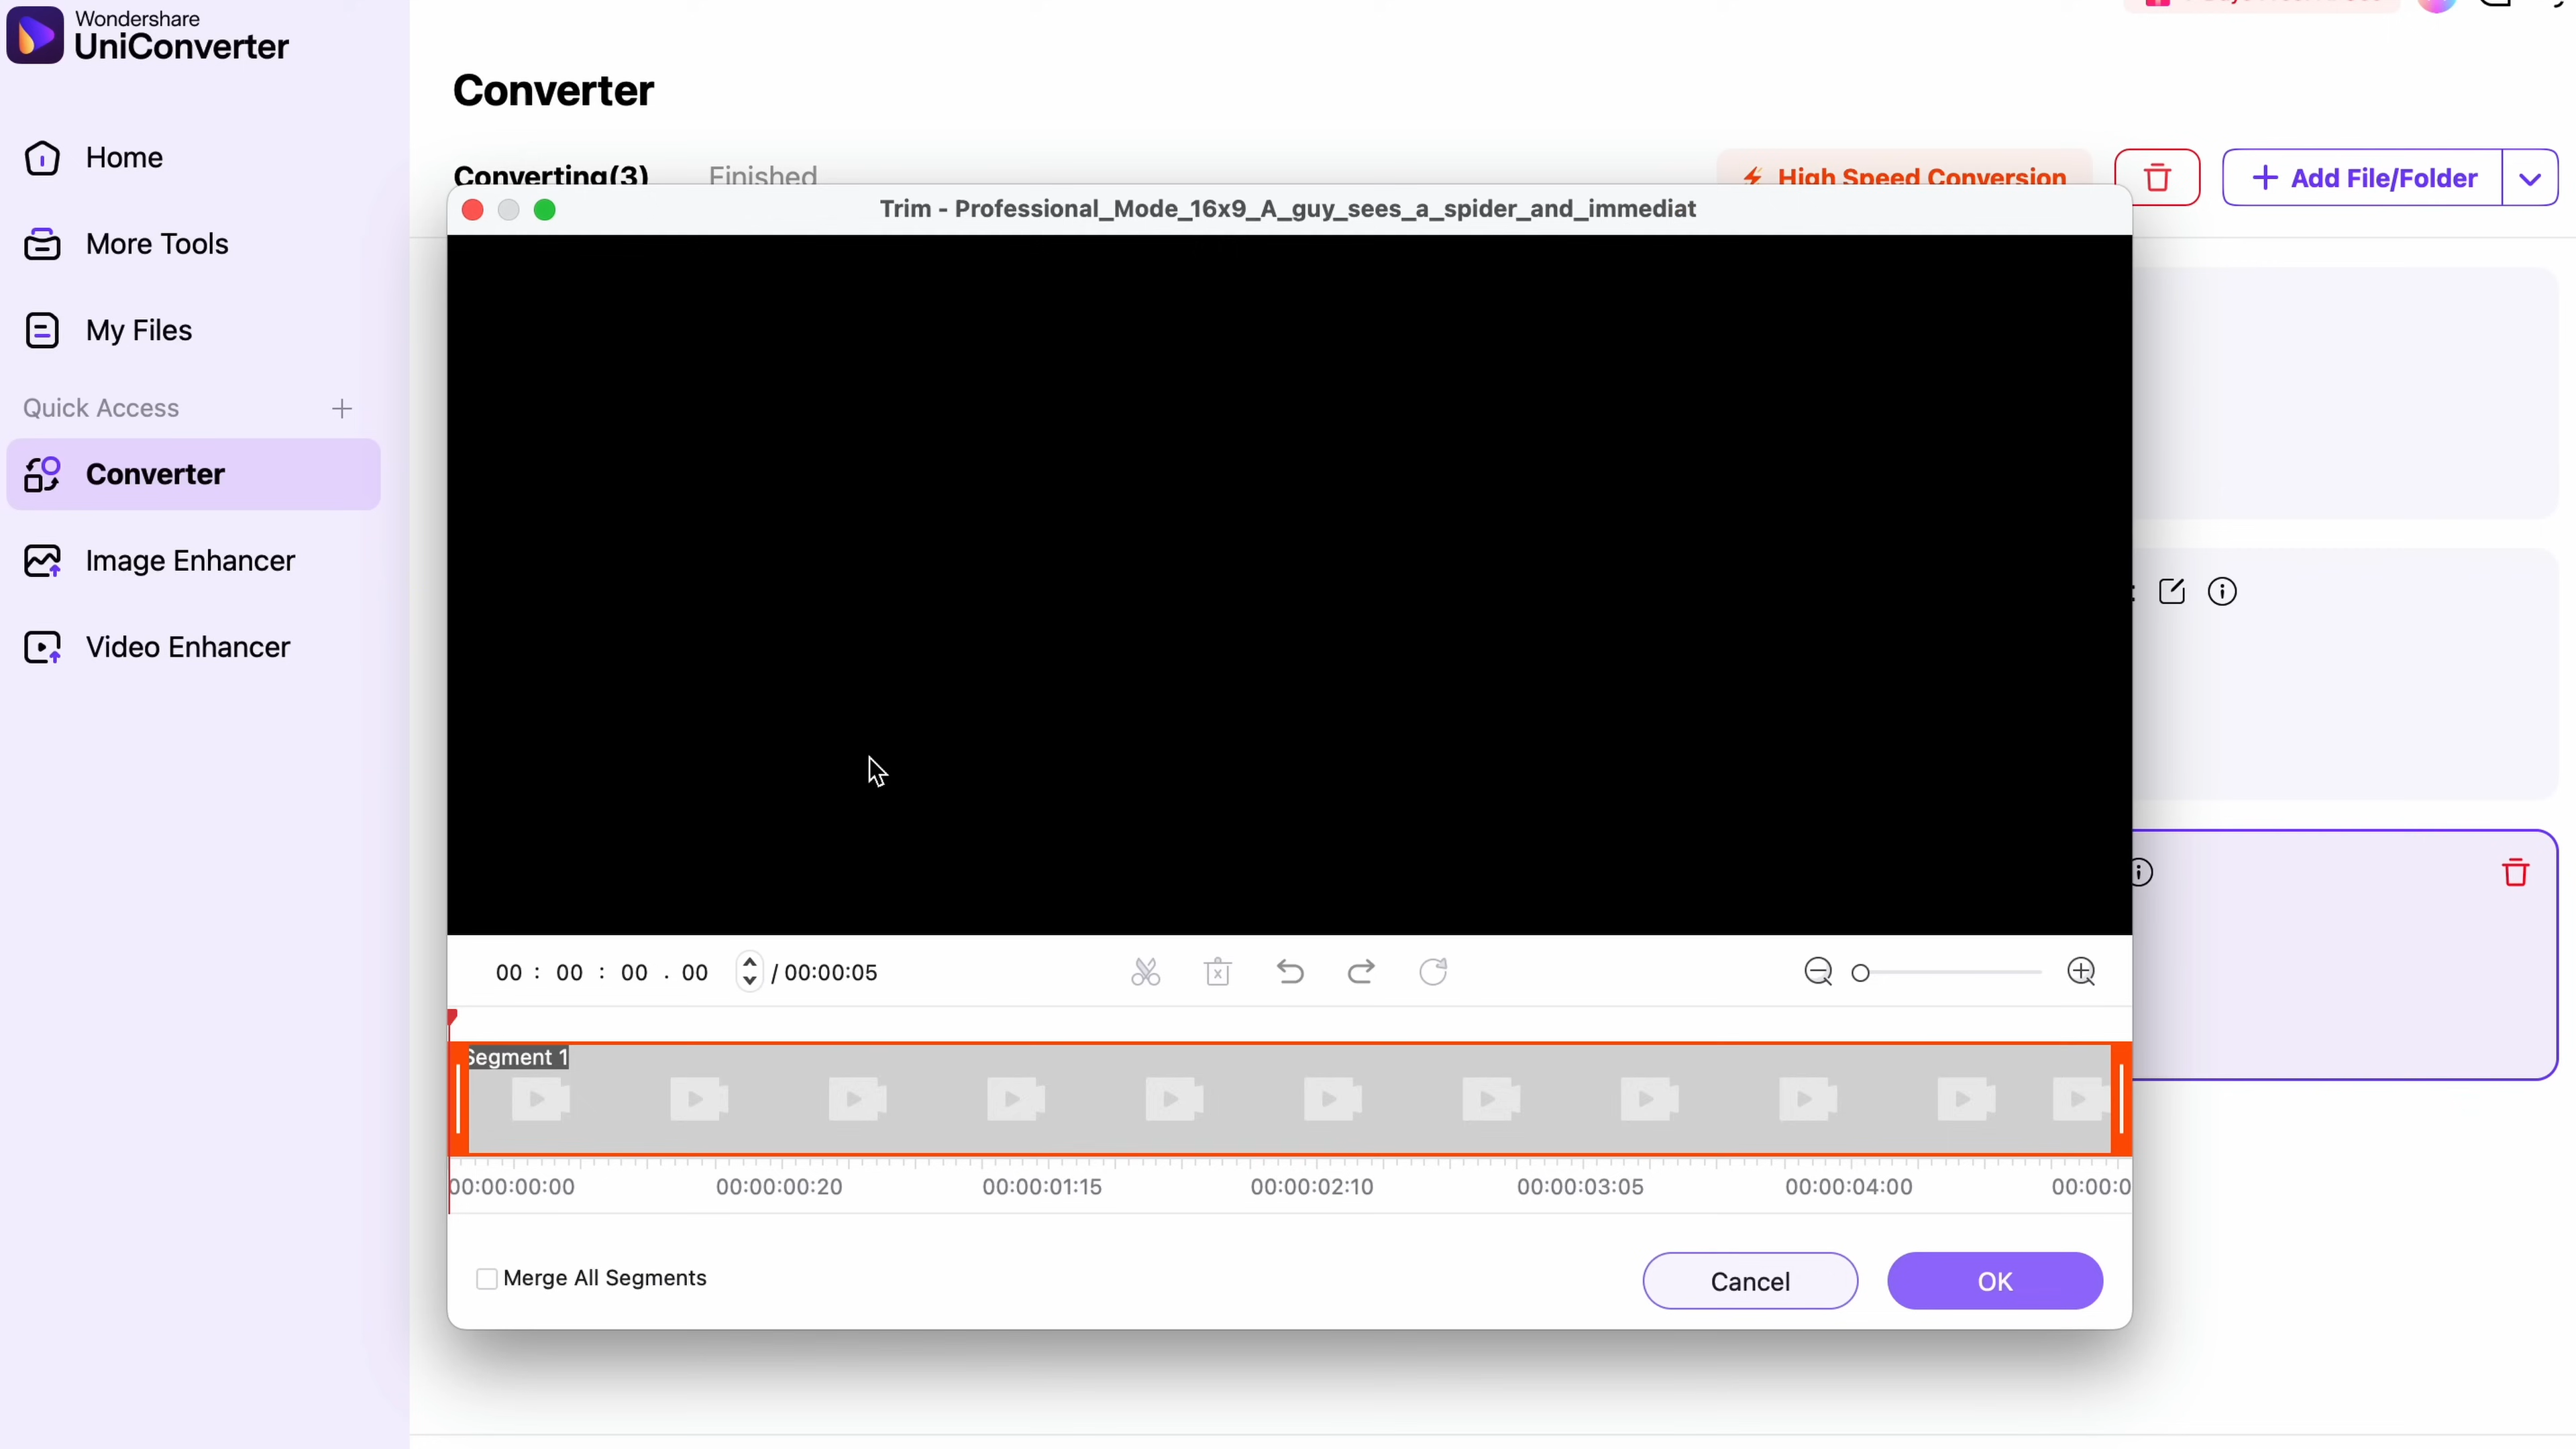 Wondershare
UniConverter
Home
More Tools
My Files
Quick Access
Converter
Image Enhancer
Video Enhancer
Converter
Converting(3)
Finished
High Speed Conversion
Add File/Folder
Trim - Professional_Mode_16x9_A_guy_sees_a_spider_and_immediat
00 : 00 : 00 . 00
/ 00:00:05
Segment 1
00:00:00:00
00:00:00:20
00:00:01:15
00:00:02:10
00:00:03:05
00:00:04:00
00:00:0
Merge All Segments
Cancel
OK